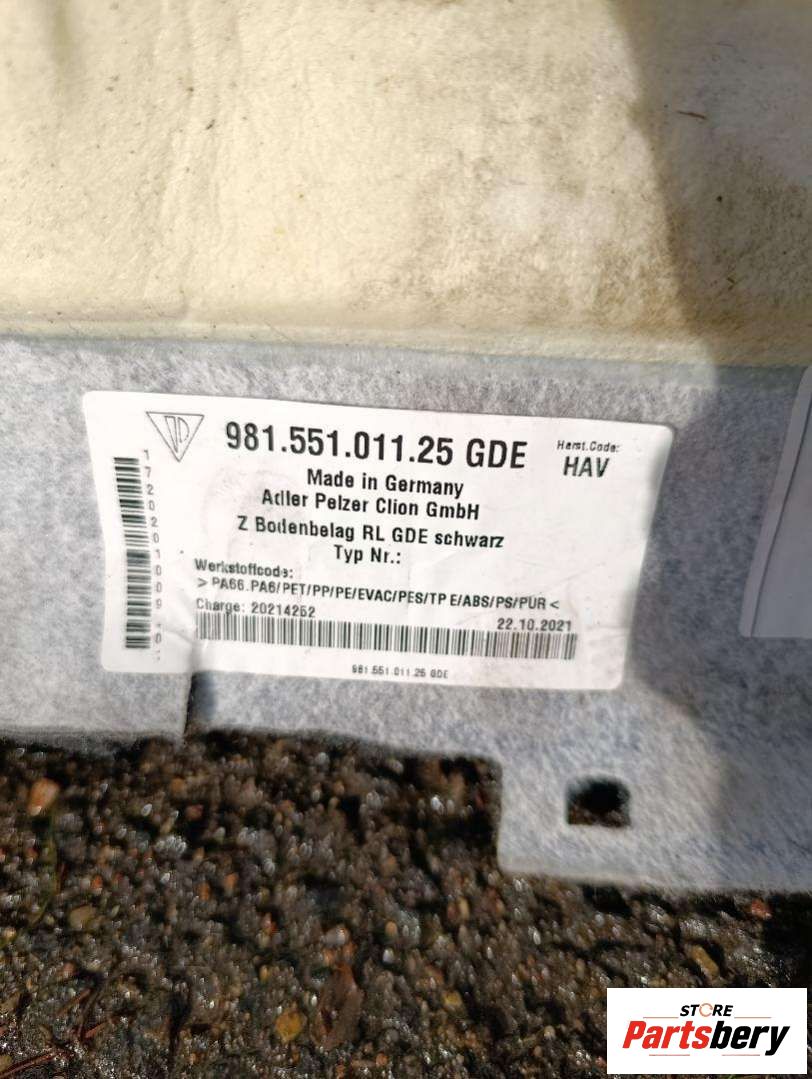 981.551.011.25 GDE
Herst.Code:
HAV
Made in Germany
Adler Pelzer Clion GmbH
Z Bodenbelag RL GDE schwarz
Typ Nr.:
Werkstoffcode:
> PA66.PA6/PET/PP/PE/EVAC/PES/TP E/ABS/PS/PUR <
Charge: 20214252
22.10.2021
981.551.011.25 GDE
STORE
Partsbery